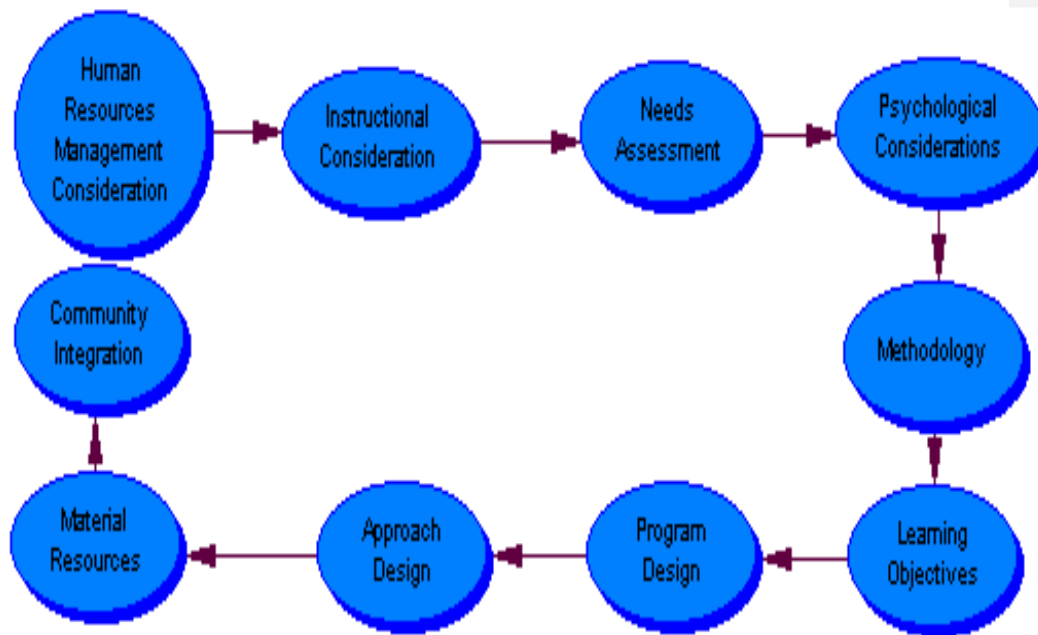 Human
Resources
Management
Consideration
Instructional
Consideration
Needs
Assessment
Psychological
Considerations
Methodology
Learning
Objectives
Program
Design
Approach
Design
Material
Resources
Community
Integration